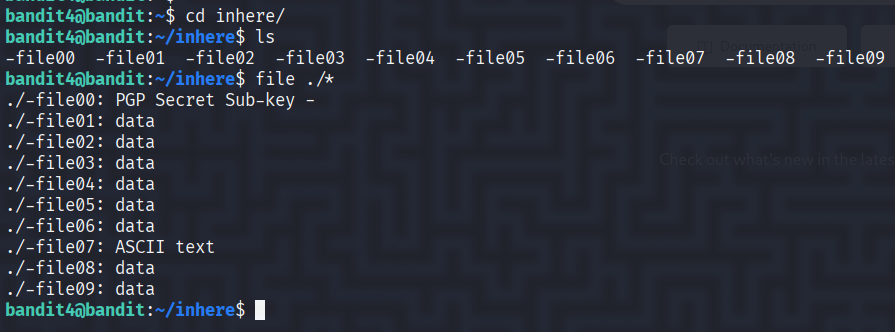 bandit4@bandit:~$ cd inhere/
bandit4@bandit:~/inhere$ ls
-file00 -file01 -file02 -file03 -file04 -file05 -file06 -file07 -file08 -file09
bandit4@bandit:~/inhere$ file ./*
./-file00: PGP Secret Sub-key -
./-file01: data
./-file02: data
./-file03: data
./-file04: data
./-file05: data
./-file06: data
./-file07: ASCII text
./-file08: data
./-file09: data
bandit4@bandit:~/inhere$
Documentation
Check out what's new in the lates